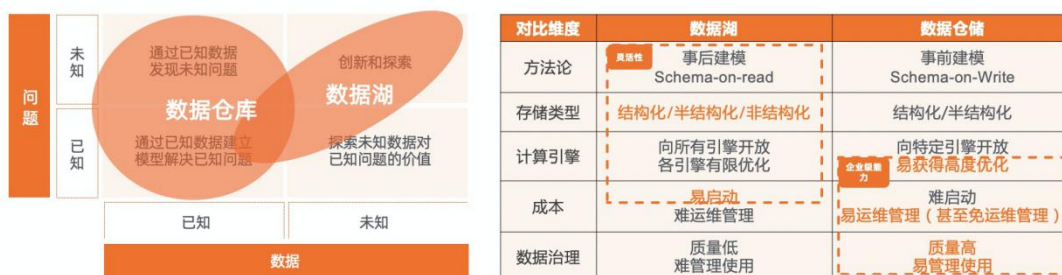 问题
未知
已知
通过已知数据
发现未知问题
创新和探索
数据仓库
数据湖
通过已知数据建立
模型解决已知问题
探索未知数据对
已知问题的价值
已知
未知
数据
对比维度
数据湖
数据仓储
方法论
灵活性
事后建模
Schema-on-read
事前建模
Schema-on-Write
存储类型
结构化/半结构化/非结构化
结构化/半结构化
计算引擎
向所有引擎开放
各引擎有限优化
向特定引擎开放
易获得高度优化
企业级能力
成本
易启动
难运维管理
难启动
易运维管理（甚至免运维管理）
数据治理
质量低
难管理使用
质量高
易管理使用